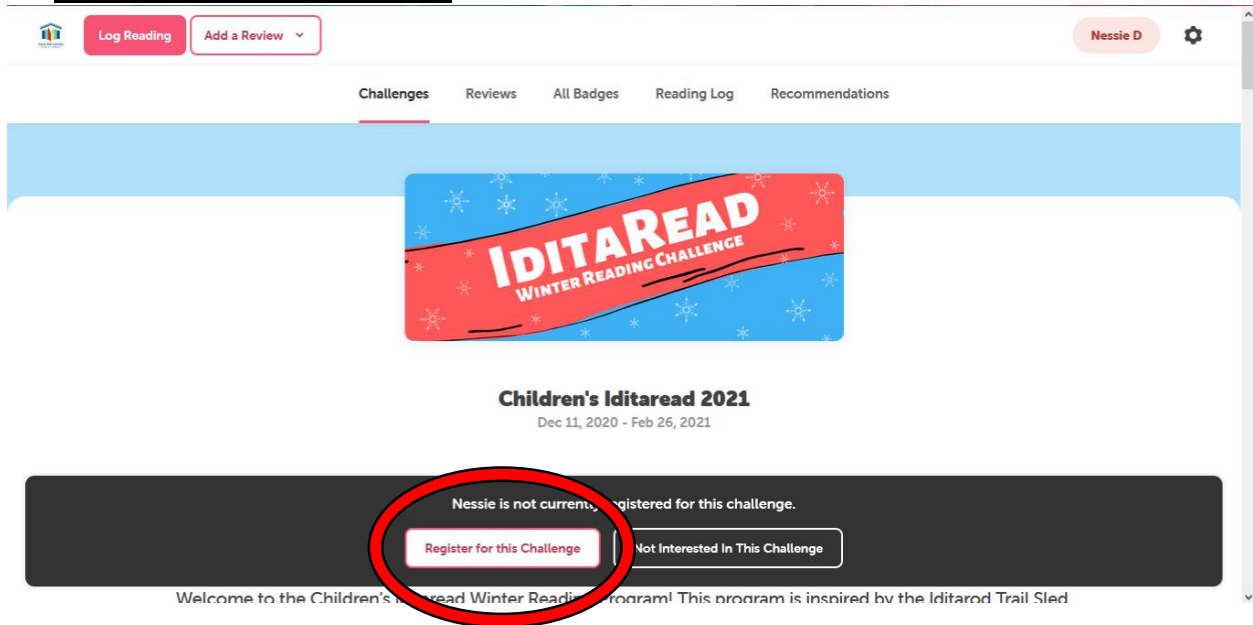 Log Reading
Add a Review
Nessie D
Challenges
Reviews
All Badges
Reading Log
Recommendations
IDITAREAD
WINTER READING CHALLENGE
Children's Iditaread 2021
Dec 11, 2020 - Feb 26, 2021
Nessie is not currently registered for this challenge.
Register for this Challenge
Not Interested In This Challenge
Welcome to the Children's Iditaread Winter Reading Program! This program is inspired by the Iditarod Trail Sled